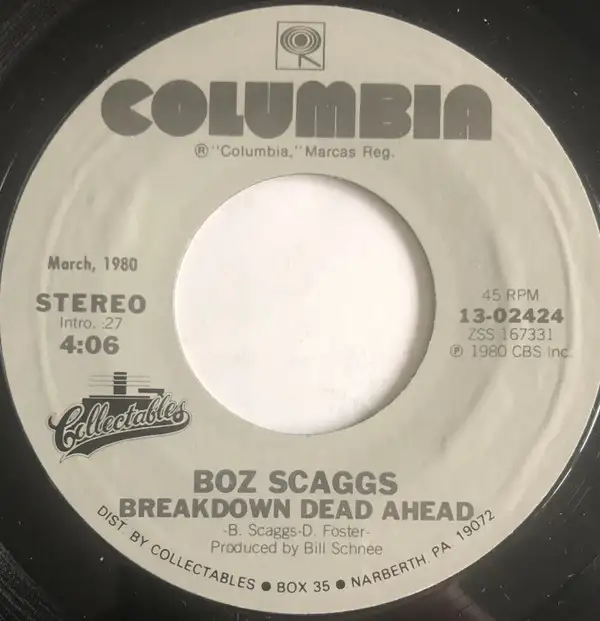 COLUMBIA
® "Columbia," Marcas Reg.
March, 1980
STEREO
Intro. :27
4:06
45 RPM
13-02424
ZSS 167331
℗ 1980 CBS Inc.
Collectables
BOZ SCAGGS
BREAKDOWN DEAD AHEAD
-B. Scaggs-D. Foster-
Produced by Bill Schnee
DIST. BY COLLECTABLES ● BOX 35 ● NARBERTH, PA 19072